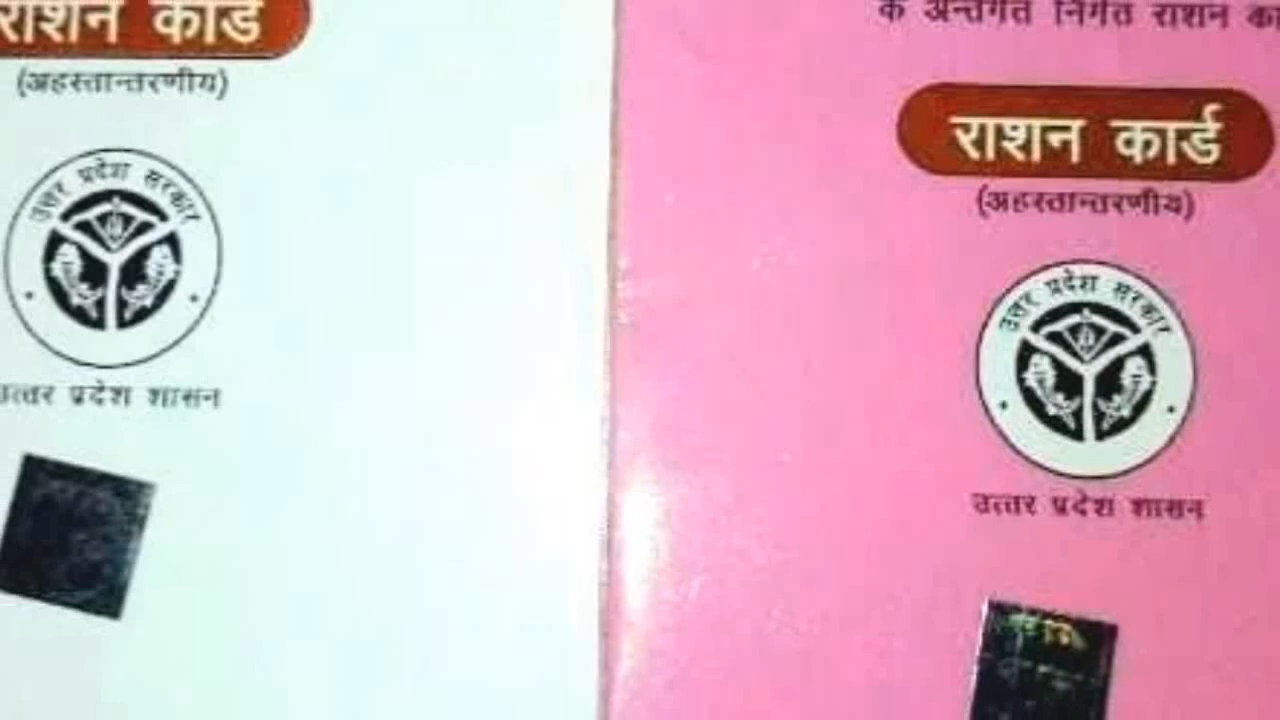 राशन कार्ड
(अहस्तान्तरणीय)
उत्तर प्रदेश सरकार
उत्तर प्रदेश शासन
के अन्तर्गत निर्गत राशन का
राशन कार्ड
(अहस्तान्तरणीय)
उत्तर प्रदेश सरकार
उत्तर प्रदेश शासन